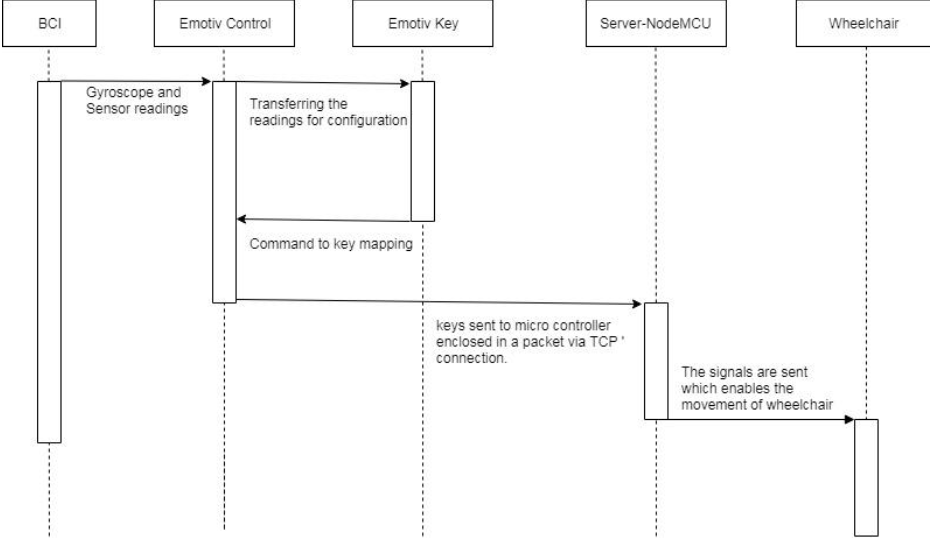 BCI
Emotiv Control
Emotiv Key
Server-NodeMCU
Wheelchair
Gyroscope and
Sensor readings
Transferring the
readings for configuration
Command to key mapping
keys sent to micro controller
enclosed in a packet via TCP '
connection.
The signals are sent
which enables the
movement of wheelchair